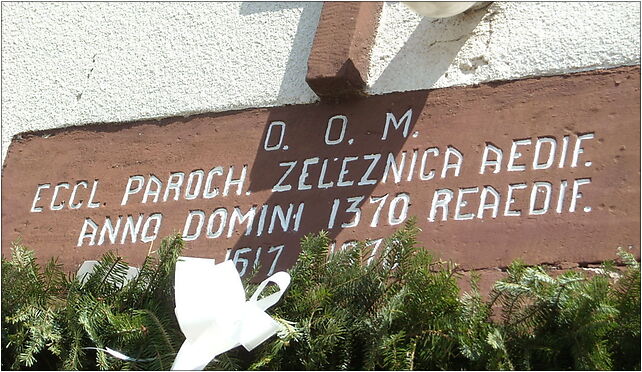 O. O. M.
ECCL. PAROCH. ZELEZNICA AEDIF.
ANNO DOMINI 1370 REAEDIF.
1617